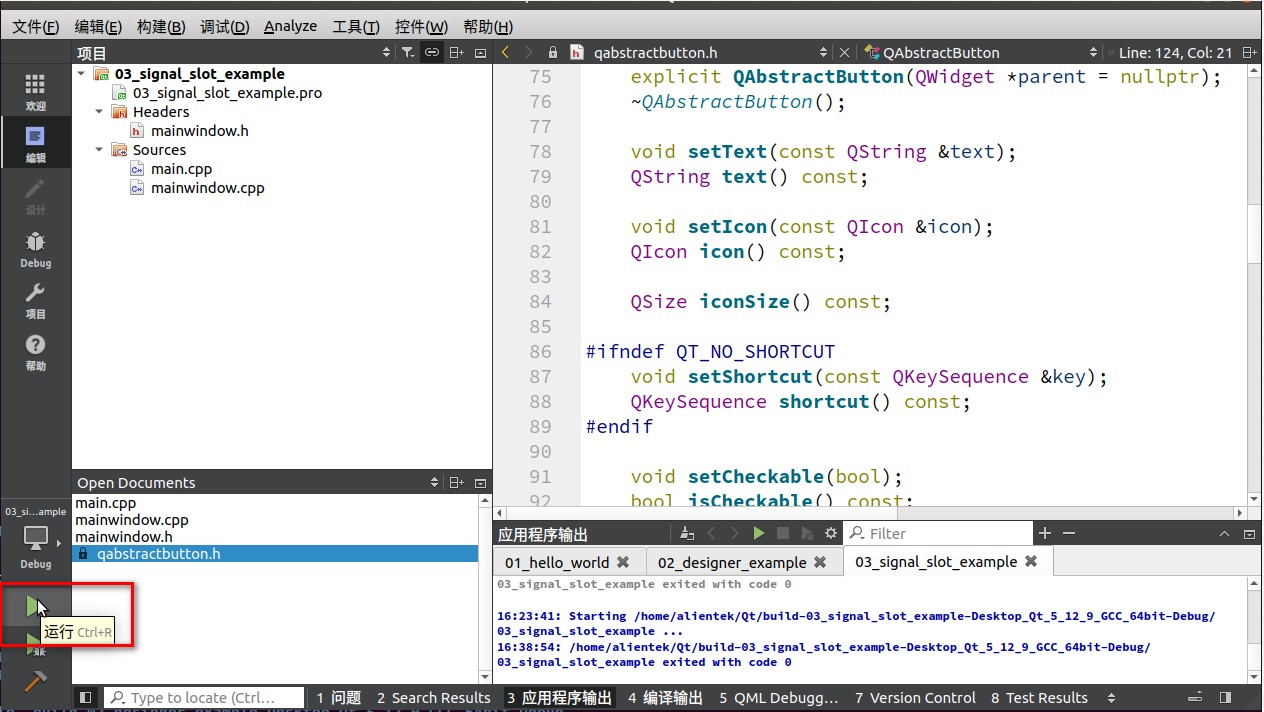 文件(F) 编辑(E) 构建(B) 调试(D) Analyze 工具(T) 控件(W) 帮助(H)
项目
qabstractbutton.h
QAbstractButton
Line: 124, Col: 21
欢迎
编辑
设计
Debug
项目
帮助
03_signal_slot_example
03_signal_slot_example.pro
Headers
mainwindow.h
Sources
main.cpp
mainwindow.cpp
75 explicit QAbstractButton(QWidget *parent = nullptr);
76 ~QAbstractButton();
77
78 void setText(const QString &text);
79 QString text() const;
80
81 void setIcon(const QIcon &icon);
82 QIcon icon() const;
83
84 QSize iconSize() const;
85
86 #ifndef QT_NO_SHORTCUT
87 void setShortcut(const QKeySequence &key);
88 QKeySequence shortcut() const;
89 #endif
90
91 void setCheckable(bool);
92 bool isCheckable() const;
Open Documents
main.cpp
mainwindow.cpp
mainwindow.h
qabstractbutton.h
03_si...ample
Debug
运行 Ctrl+R
应用程序输出
Filter
01_hello_world
02_designer_example
03_signal_slot_example
03_signal_slot_example exited with code 0
16:23:41: Starting /home/alientek/Qt/build-03_signal_slot_example-Desktop_Qt_5_12_9_GCC_64bit-Debug/
03_signal_slot_example ...
16:38:54: /home/alientek/Qt/build-03_signal_slot_example-Desktop_Qt_5_12_9_GCC_64bit-Debug/
03_signal_slot_example exited with code 0
Type to locate (Ctrl...
1 问题
2 Search Results
3 应用程序输出
4 编译输出
5 QML Debugg...
7 Version Control
8 Test Results